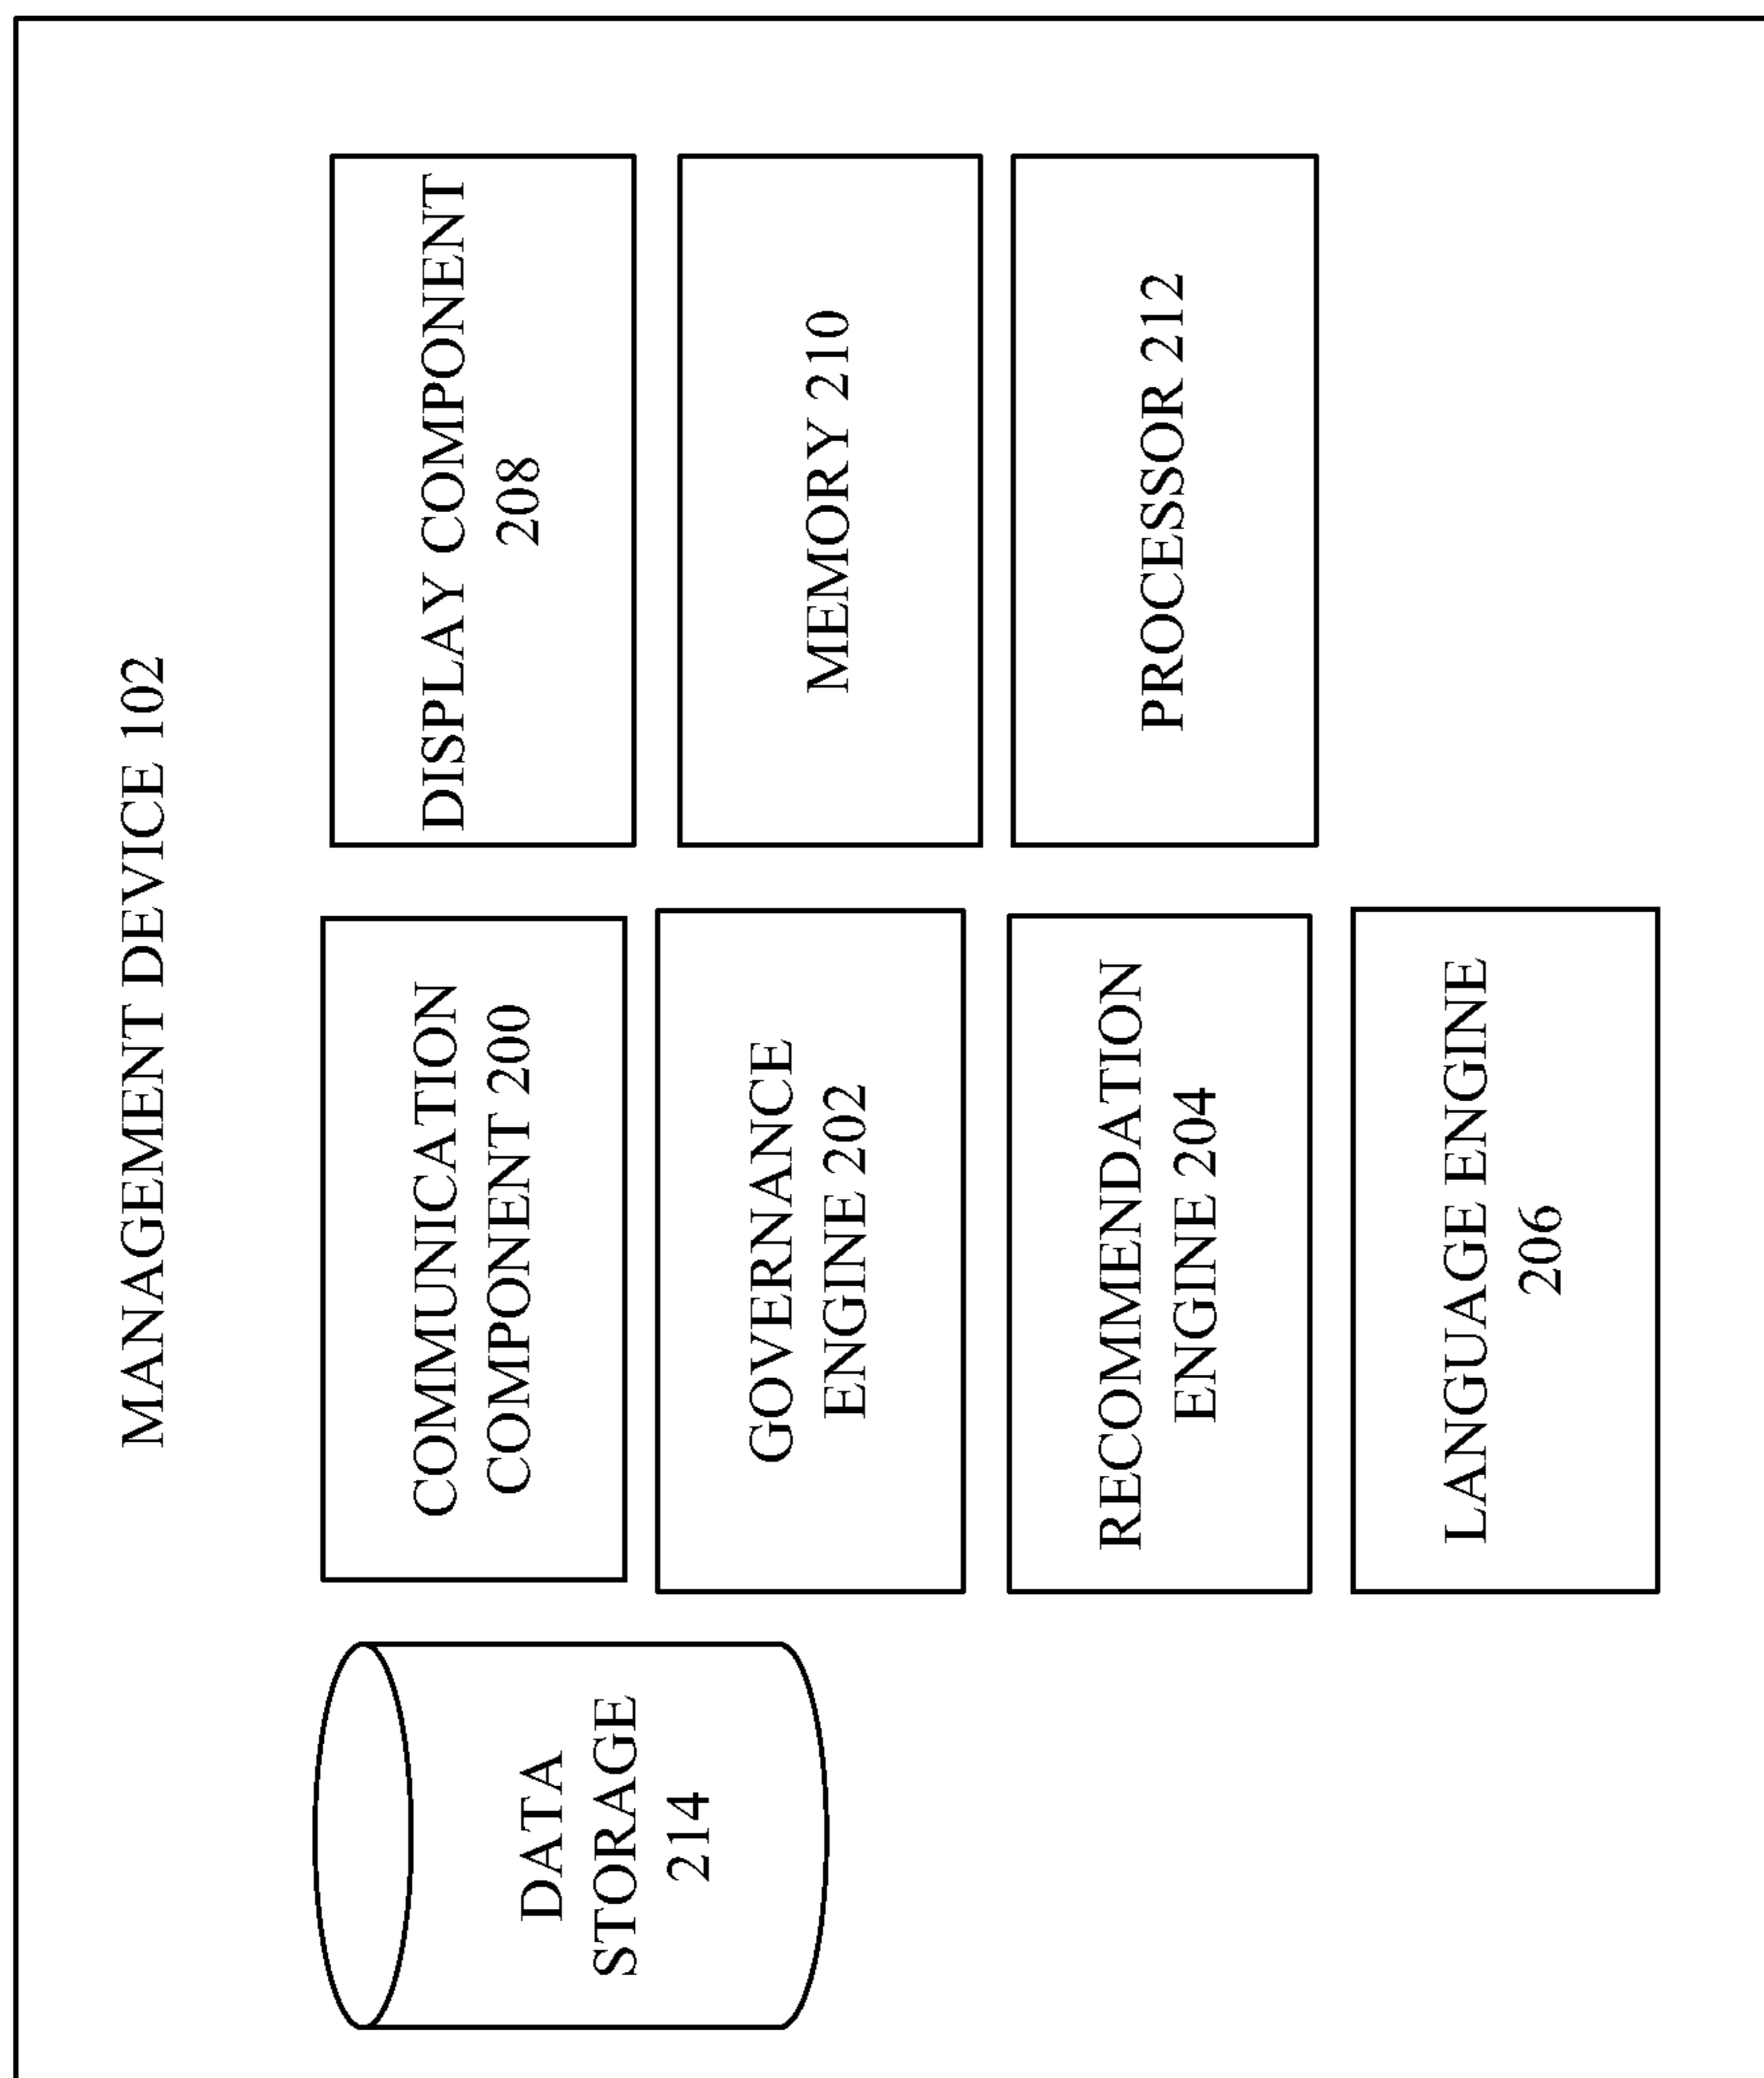 MANAGEMENT DEVICE 102
DATA
STORAGE
214
COMMUNICATION
COMPONENT 200
GOVERNANCE
ENGINE 202
RECOMMENDATION
ENGINE 204
LANGUAGE ENGINE
206
DISPLAY COMPONENT
208
MEMORY 210
PROCESSOR 212